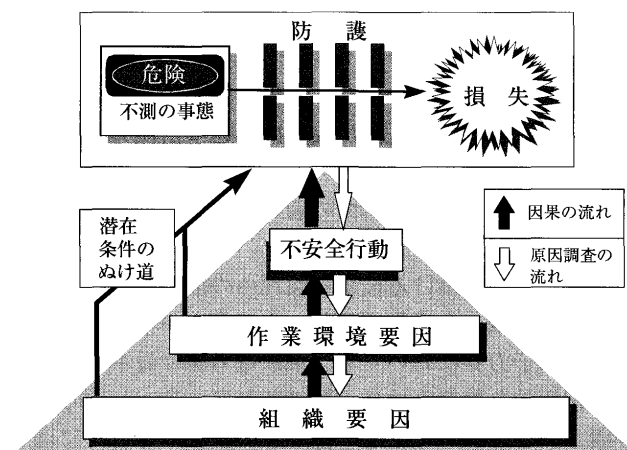 防護
危険
不測の事態
損失
潜在
条件の
ぬけ道
不安全行動
因果の流れ
原因調査の
流れ
作業環境要因
組織要因